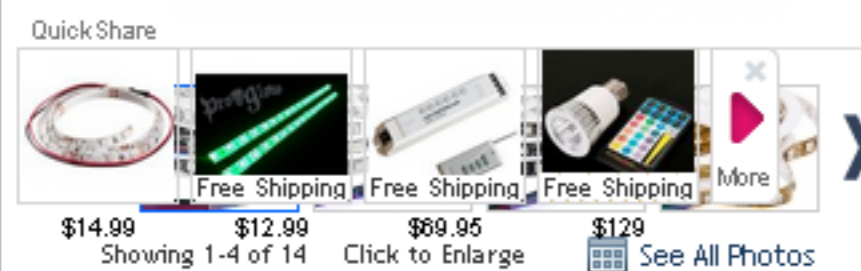 Quick Share
proglow
Free Shipping Free Shipping Free Shipping More
$14.99 $12.99 $69.95 $129
Showing 1-4 of 14 Click to Enlarge See All Photos